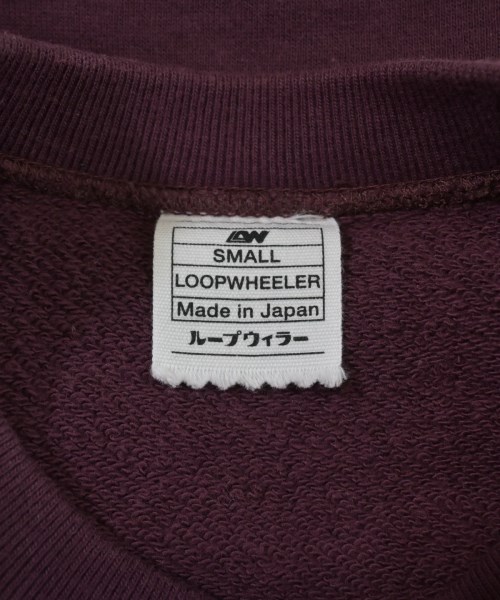 LW
SMALL
LOOPWHEELER
Made in Japan
ループウィラー